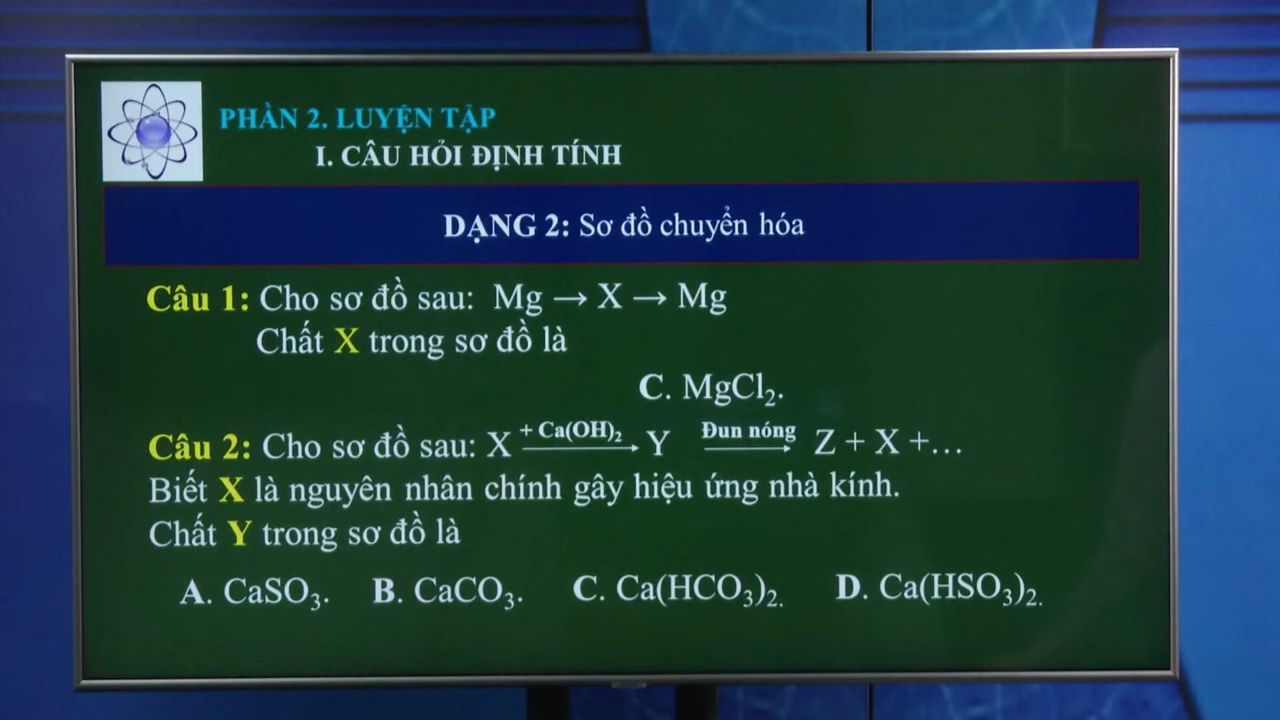 PHẦN 2. LUYỆN TẬP
I. CÂU HỎI ĐỊNH TÍNH
DẠNG 2: Sơ đồ chuyển hóa
Câu 1: Cho sơ đồ sau: Mg → X → Mg
Chất X trong sơ đồ là
C. MgCl₂.
Câu 2: Cho sơ đồ sau: X + Ca(OH)₂ → Y Đun nóng → Z + X +...
Biết X là nguyên nhân chính gây hiệu ứng nhà kính.
Chất Y trong sơ đồ là
A. CaSO₃. B. CaCO₃. C. Ca(HCO₃)₂. D. Ca(HSO₃)₂.